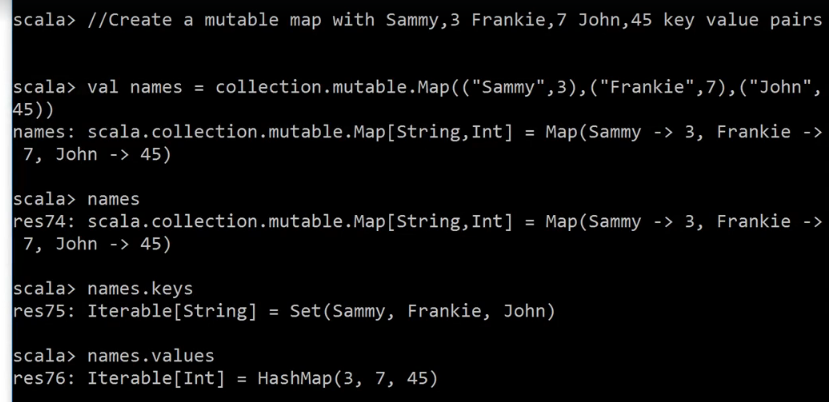 scala> //Create a mutable map with Sammy,3 Frankie,7 John,45 key value pairs
scala> val names = collection.mutable.Map(("Sammy",3),("Frankie",7),("John",
45))
names: scala.collection.mutable.Map[String,Int] = Map(Sammy -> 3, Frankie ->
 7, John -> 45)
scala> names
res74: scala.collection.mutable.Map[String,Int] = Map(Sammy -> 3, Frankie ->
 7, John -> 45)
scala> names.keys
res75: Iterable[String] = Set(Sammy, Frankie, John)
scala> names.values
res76: Iterable[Int] = HashMap(3, 7, 45)